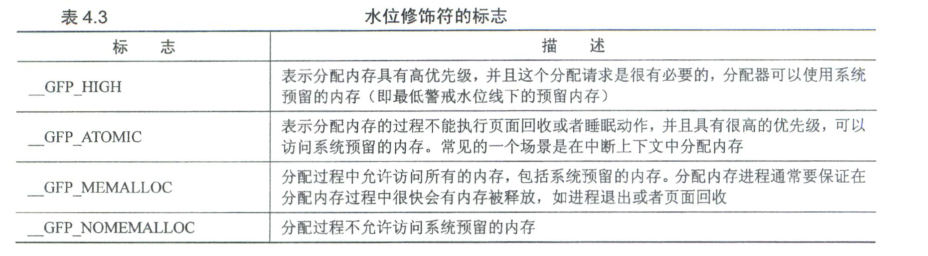 表 4.3 水位修饰符的标志
标 志 描 述
__GFP_HIGH 表示分配内存具有高优先级，并且这个分配请求是很有必要的，分配器可以使用系统
预留的内存（即最低警戒水位线下的预留内存）
__GFP_ATOMIC 表示分配内存的过程不能执行页面回收或者睡眠动作，并且具有很高的优先级，可以
访问系统预留的内存。常见的一个场景是在中断上下文中分配内存
__GFP_MEMALLOC 分配过程中允许访问所有的内存，包括系统预留的内存。分配内存进程通常要保证在
分配内存过程中很快会有内存被释放，如进程退出或者页面回收
__GFP_NOMEMALLOC 分配过程不允许访问系统预留的内存